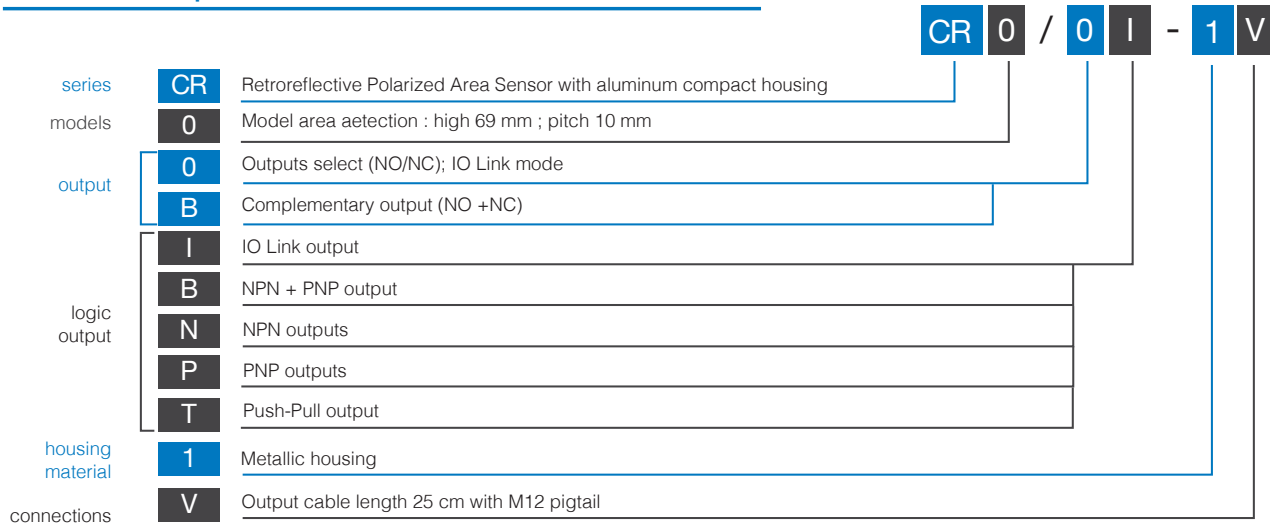 CR 0 / 0 I - 1 V
series CR Retroreflective Polarized Area Sensor with aluminum compact housing
models 0 Model area aetection : high 69 mm ; pitch 10 mm
output
0 Outputs select (NO/NC); IO Link mode
B Complementary output (NO +NC)
logic
output
I IO Link output
B NPN + PNP output
N NPN outputs
P PNP outputs
T Push-Pull output
housing
material
1 Metallic housing
connections V Output cable length 25 cm with M12 pigtail